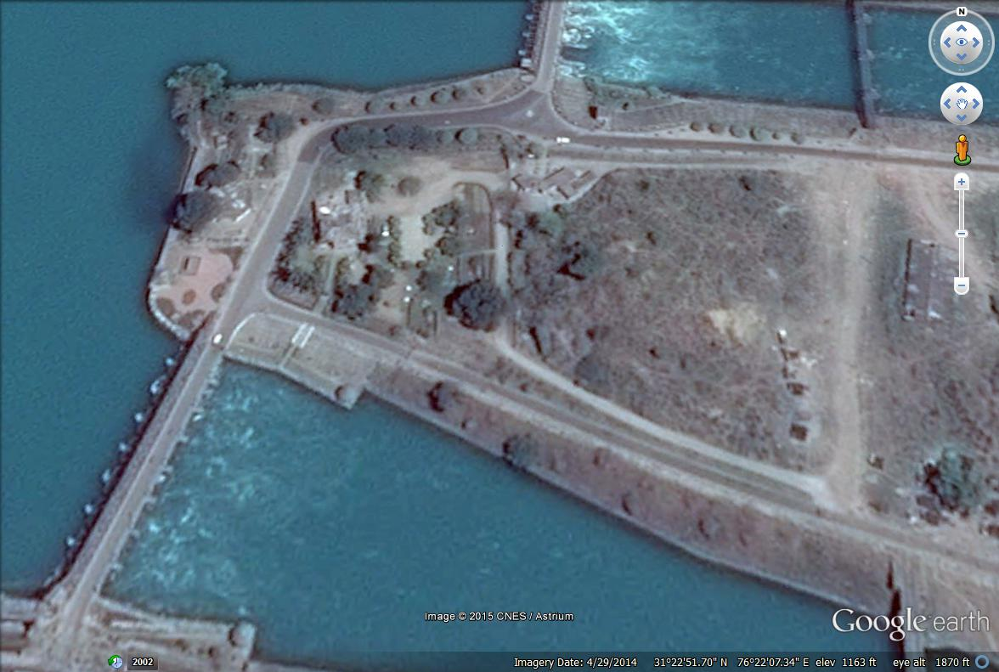 N
Image © 2015 CNES / Astrium
Google earth
2002
Imagery Date: 4/29/2014 31°22'51.70" N 76°22'07.34" E elev 1163 ft eye alt 1870 ft